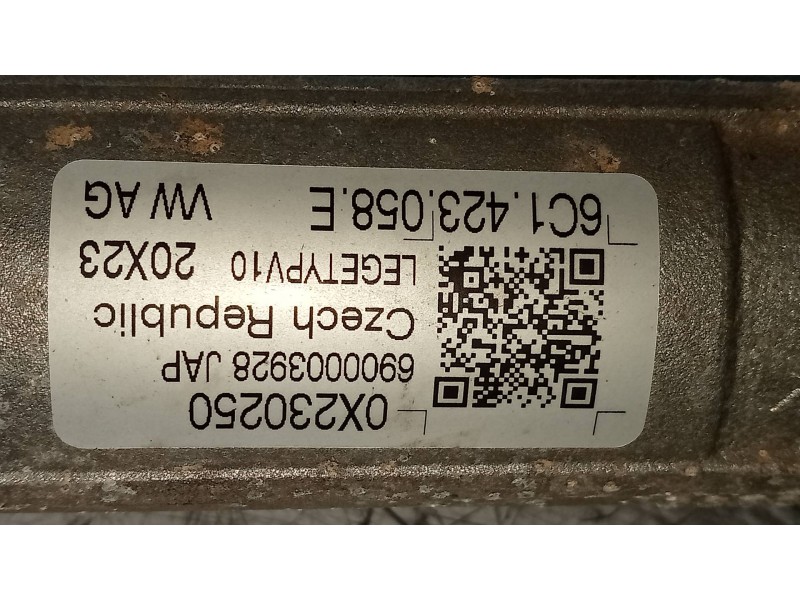 6C1.423.058.E
VW AG
LEGETYPV10 20X23
Czech Republic
6900003928 JAP
0X230250